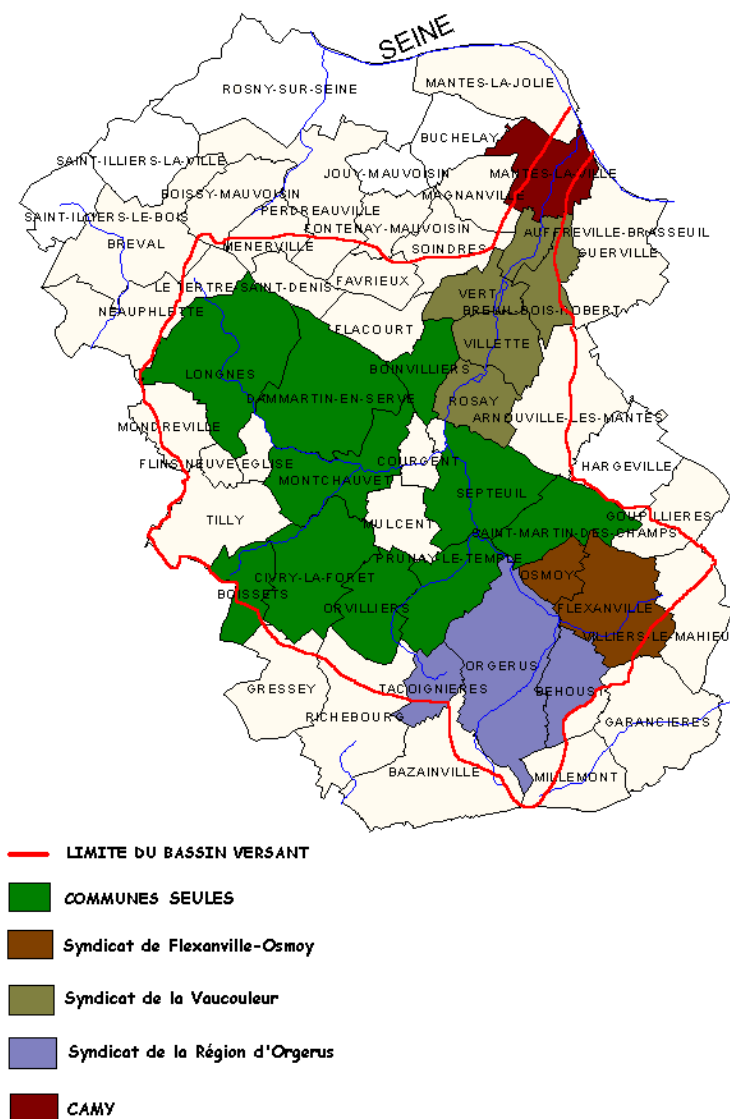 SEINE
MANTES-LA-JOLIE
ROSNY-SUR-SEINE
BUCHELAY
SAINT-ILLIERS-LA-VILLE
JOUY-MAUVOISIN
MANTES-LA-VILLE
BOISSY-MAUVOISIN
MAGNANVILLE
PERDREAUVILLE
SAINT-ILLIERS-LE-BOIS
FONTENAY-MAUVOISIN
AUFFREVILLE-BRASSEUIL
BREVAL
MENERVILLE
SOINDRES
GUERVILLE
FAVRIEUX
LE TERTRE-SAINT-DENIS
VERT
NEAUPHLETTE
BREUIL-BOIS-ROBERT
FLACOURT
VILLETTE
BOINVILLIERS
LONGNES
DAMMARTIN-EN-SERVE
ROSAY
ARNOUVILLE-LES-MANTES
MONDREVILLE
COURGENT
FLINS-NEUVE-EGLISE
HARGEVILLE
MONTCHAUVET
SEPTEUIL
GOUPILLIERES
TILLY
MULCENT
SAINT-MARTIN-DES-CHAMPS
PRUNAY-LE-TEMPLE
OSMOY
CIVRY-LA-FORET
BOISSETS
ORVILLIERS
FLEXANVILLE
VILLIERS-LE-MAHIEU
ORGERUS
GRESSEY
TACOIGNIERES
BEHOUST
RICHEBOURG
GARANCIERES
BAZAINVILLE
MILLEMONT
LIMITE DU BASSIN VERSANT
COMMUNES SEULES
Syndicat de Flexanville-Osmoy
Syndicat de la Vaucouleur
Syndicat de la Région d'Orgerus
CAMY